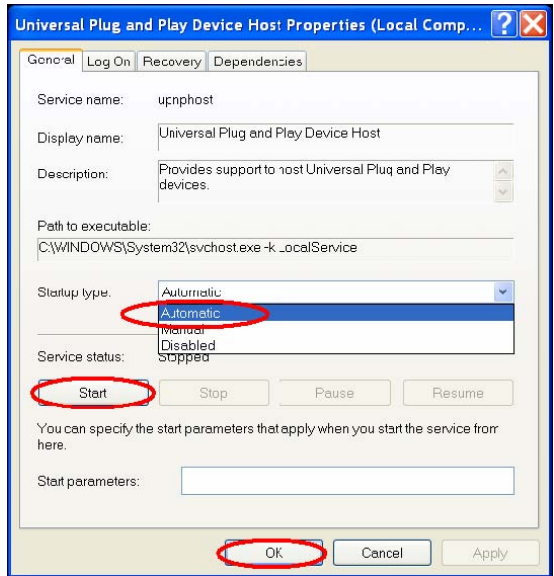 Universal Plug and Play Device Host Properties (Local Comp...
General Log On Recovery Dependencies
Service name: upnphost
Display name: Universal Plug and Play Device Host
Description: Provides support to host Universal Plug and Play
devices.
Path to executable:
C:\WINDOWS\System32\svchost.exe -k LocalService
Startup type: Automatic
Automatic
Manual
Disabled
Service status: Stopped
Start Stop Pause Resume
You can specify the start parameters that apply when you start the service from
here.
Start parameters:
OK Cancel Apply